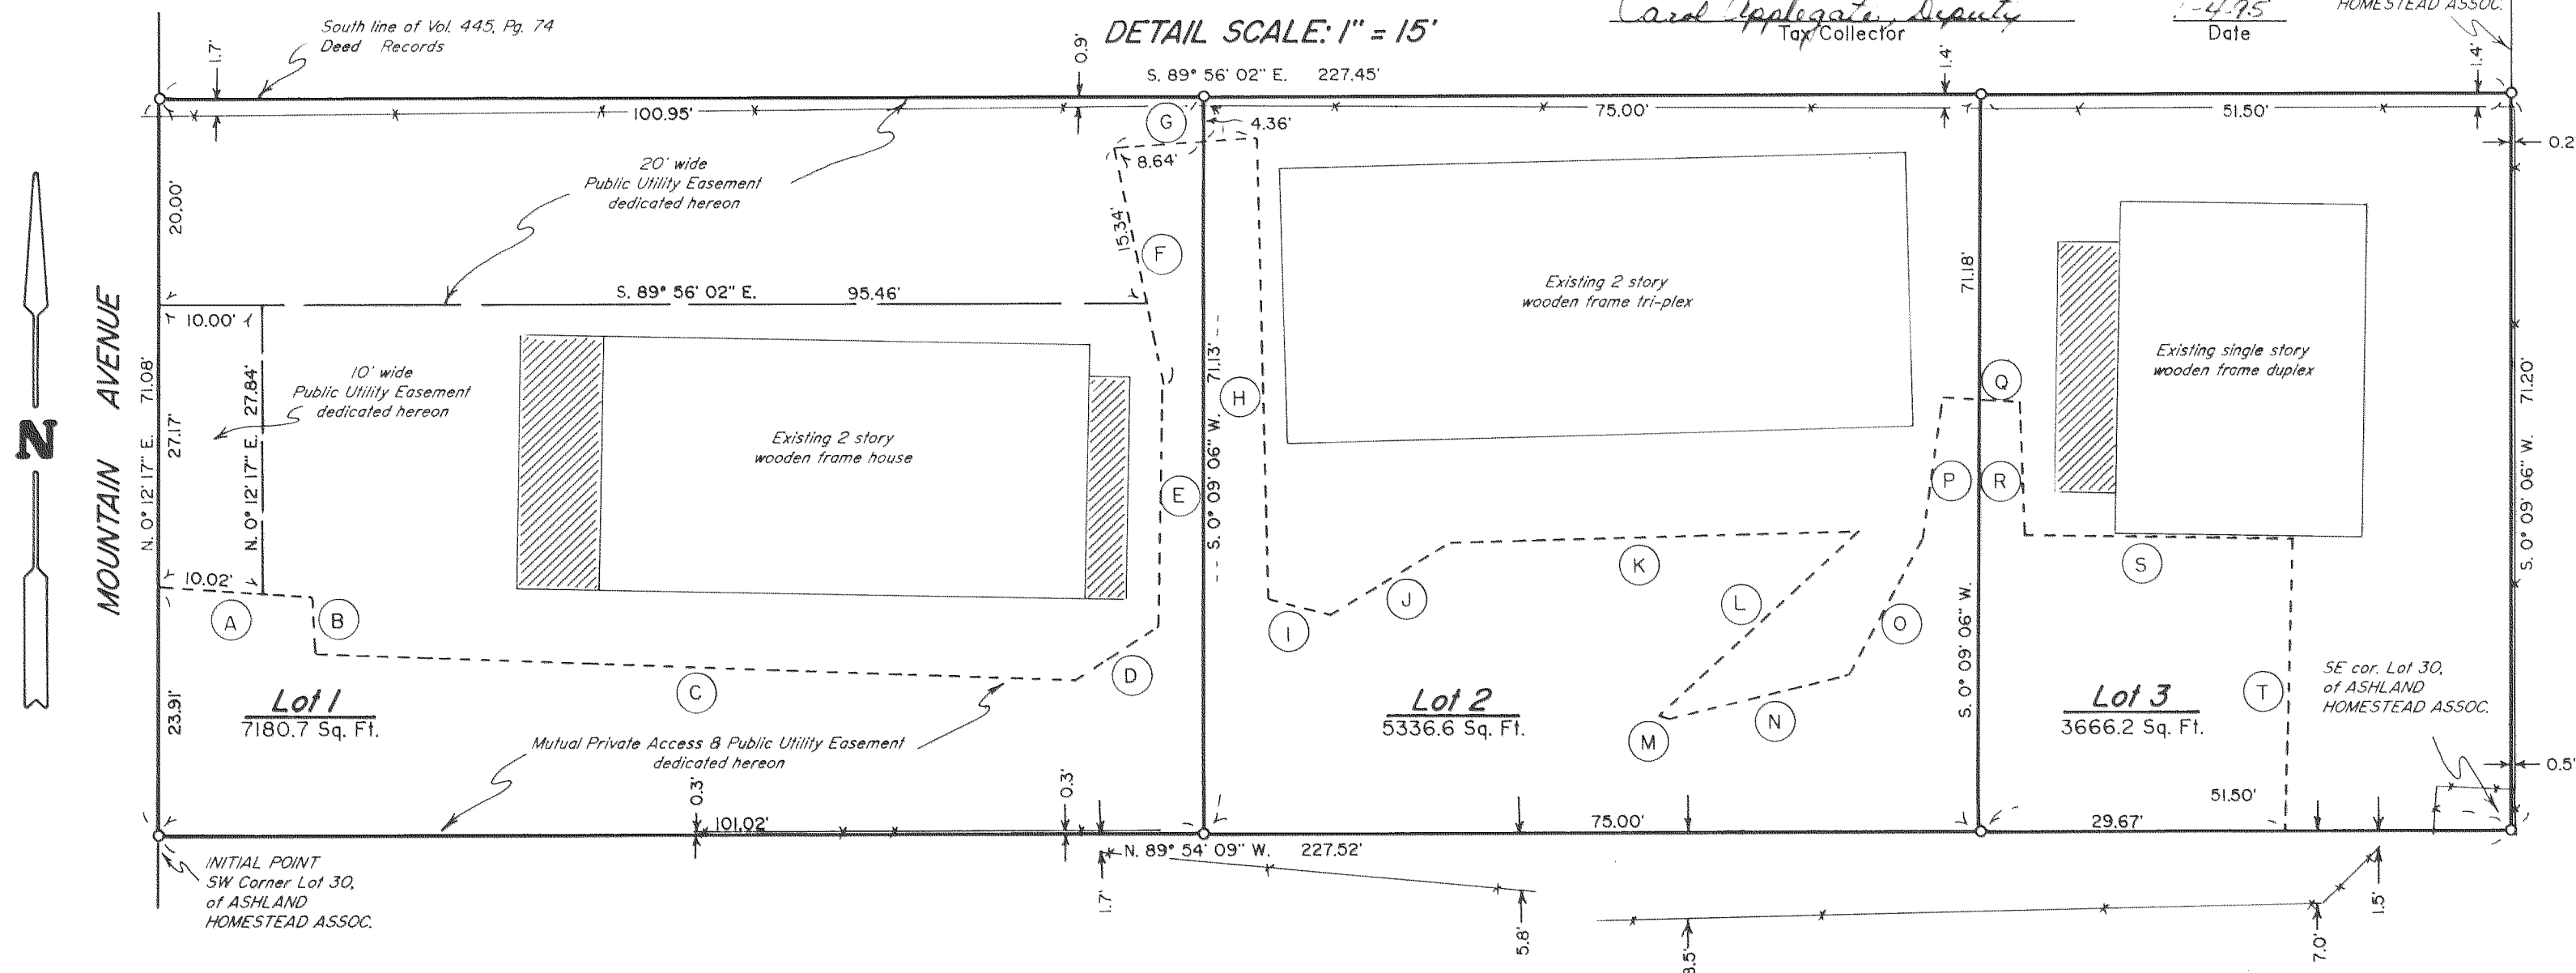 South line of Vol. 445, Pg. 74
Deed Records
DETAIL SCALE: 1" = 15'
Carol Applegate, Deputy
Tax Collector
Date
HOMESTEAD ASSOC.
1.7'
0.9'
S. 89° 56' 02" E. 227.45'
1.4'
1.4'
100.95'
G
4.36'
75.00'
51.50'
0.2
8.64'
20' wide
Public Utility Easement
dedicated hereon
20.00'
15.34'
F
Existing 2 story
wooden frame tri-plex
71.18'
S. 89° 56' 02" E. 95.46'
10.00'
MOUNTAIN AVENUE
N. 0° 12' 17" E. 71.08'
27.17'
N. 0° 12' 17" E. 27.84'
10' wide
Public Utility Easement
dedicated hereon
Existing 2 story
wooden frame house
S. 0° 09' 06" W. 71.13'
H
E
Existing single story
wooden frame duplex
Q
P
R
S. 0° 09' 06" W. 71.20'
N
10.02'
A
B
I
J
K
L
O
S. 0° 09' 06" W.
S
C
D
M
N
T
23.91'
Lot 1
7180.7 Sq. Ft.
Lot 2
5336.6 Sq. Ft.
Lot 3
3666.2 Sq. Ft.
SE cor. Lot 30,
of ASHLAND
HOMESTEAD ASSOC.
Mutual Private Access & Public Utility Easement
dedicated hereon
0.3'
0.3'
0.5'
101.02'
75.00'
51.50'
29.67'
N. 89° 54' 09" W. 227.52'
INITIAL POINT
SW Corner Lot 30,
of ASHLAND
HOMESTEAD ASSOC.
1.7'
5.8'
8.5'
7.0'
1.5'